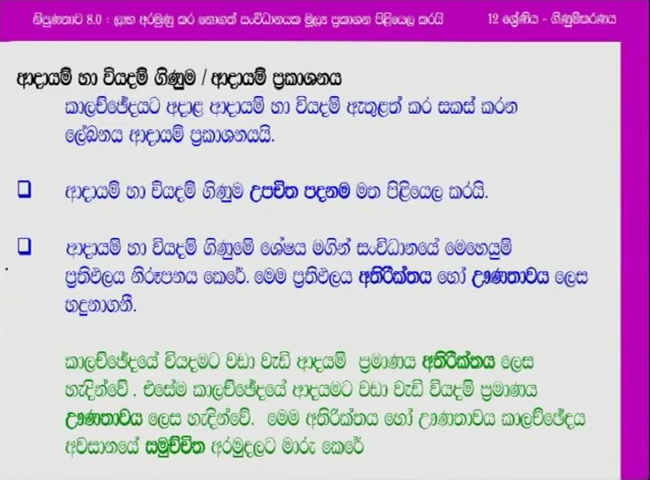 නිපුණතාව 8.0 : ලාභ අරමුණු කර නොගත් සංවිධානයක මූල්‍ය ප්‍රකාශන පිළියෙල කරයි 12 ශ්‍රේණිය - ගිණුම්කරණය
ආදායම් හා වියදම් ගිණුම / ආදායම් ප්‍රකාශනය
කාලච්ඡේදයට අදාළ ආදායම් හා වියදම් ඇතුළත් කර සකස් කරන
ලේඛනය ආදායම් ප්‍රකාශනයයි.
ආදායම් හා වියදම් ගිණුම උපචිත පදනම මත පිළියෙල කරයි.
ආදායම් හා වියදම් ගිණුමේ ශේෂය මගින් සංවිධානයේ මෙහෙයුම්
ප්‍රතිඵලය නිරූපනය කෙරේ. මෙම ප්‍රතිඵලය අතිරික්තය හෝ ඌණතාවය ලෙස
හඳුනාගනී.
කාලච්ඡේදයේ වියදමට වඩා වැඩි ආදායම් ප්‍රමාණය අතිරික්තය ලෙස
හැදින්වේ . එසේම කාලච්ඡේදයේ ආදායමට වඩා වැඩි වියදම් ප්‍රමාණය
ඌණතාවය ලෙස හැදින්වේ. මෙම අතිරික්තය හෝ ඌණතාවය කාලච්ඡේදය
අවසානයේ සමුච්චිත අරමුදලට මාරු කෙරේ